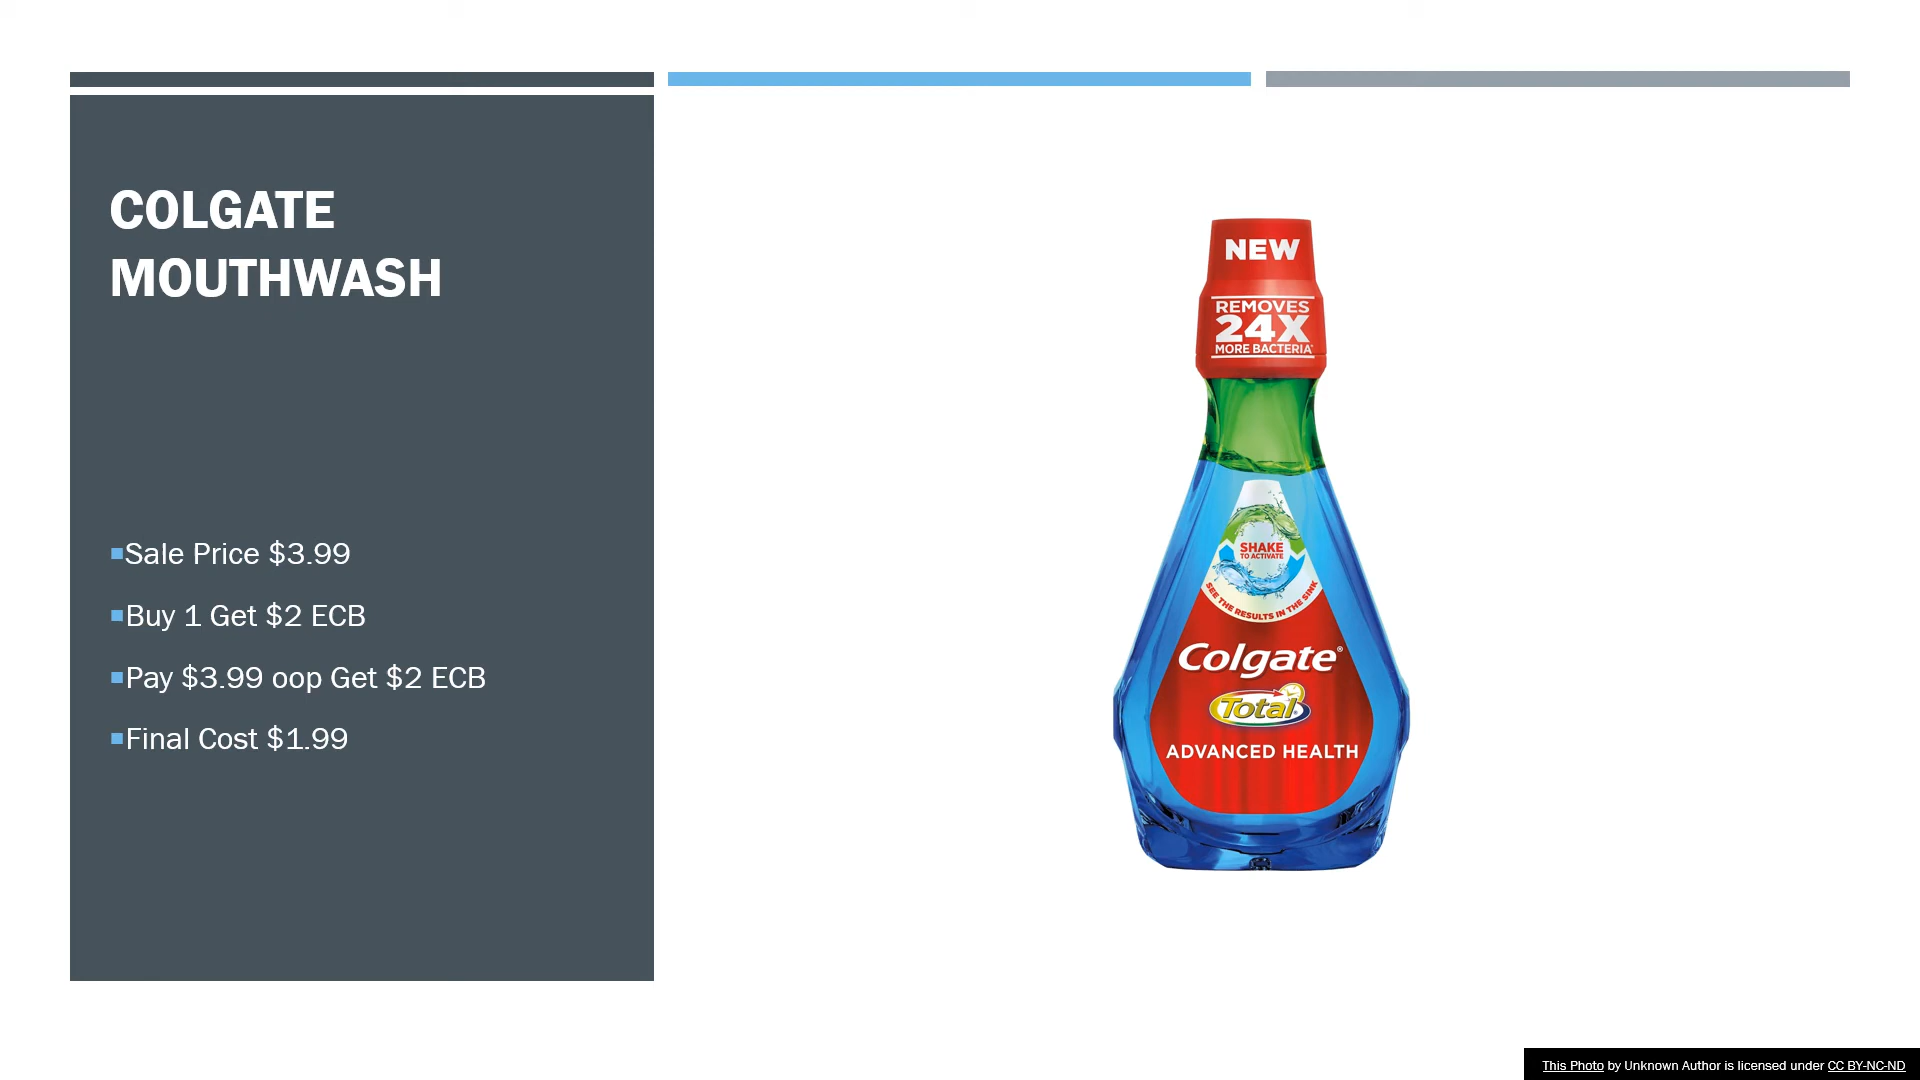 COLGATE
MOUTHWASH
▪Sale Price $3.99
▪Buy 1 Get $2 ECB
▪Pay $3.99 oop Get $2 ECB
▪Final Cost $1.99
NEW
REMOVES
24X
MORE BACTERIA*
SHAKE
TO ACTIVATE
SEE THE RESULTS IN THE SINK
Colgate®
Total®
ADVANCED HEALTH
This Photo by Unknown Author is licensed under CC BY-NC-ND